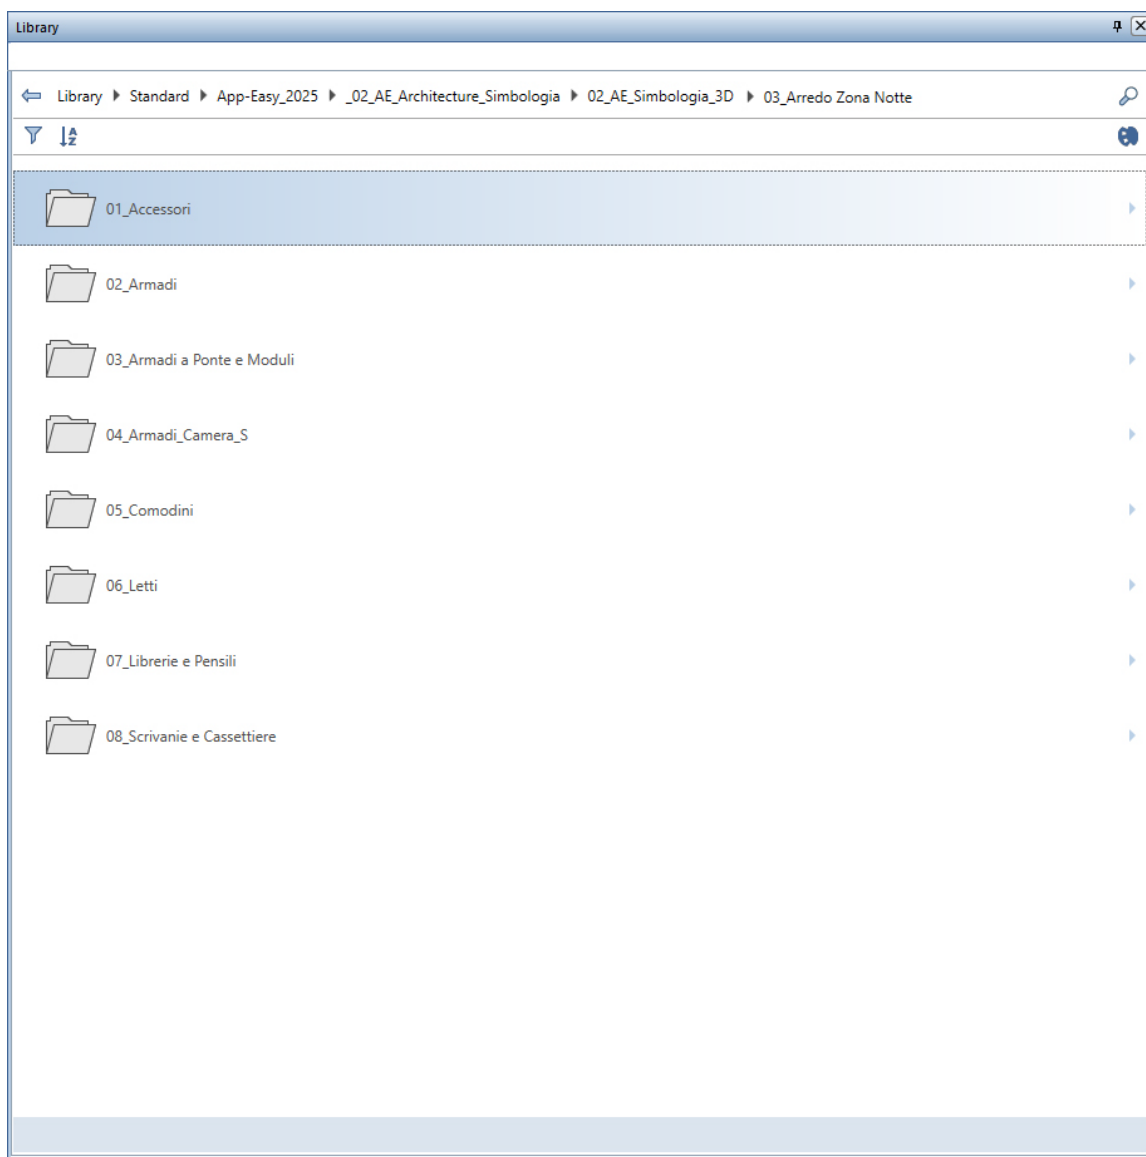 Library
Library Standard App-Easy_2025 _02_AE_Architecture_Simbologia 02_AE_Simbologia_3D 03_Arredo Zona Notte
01_Accessori
02_Armadi
03_Armadi a Ponte e Moduli
04_Armadi_Camera_S
05_Comodini
06_Letti
07_Librerie e Pensili
08_Scrivanie e Cassettiere